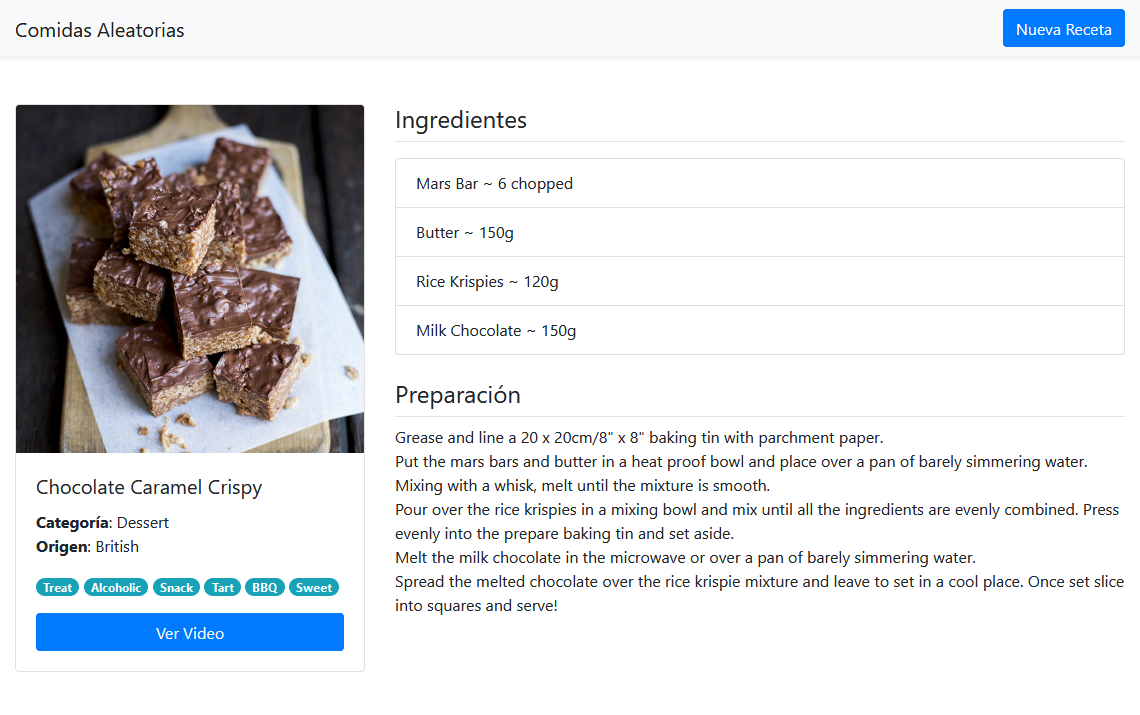 Comidas Aleatorias
Nueva Receta
Chocolate Caramel Crispy
Categoría: Dessert
Origen: British
Treat Alcoholic Snack Tart BBQ Sweet
Ver Video
Ingredientes
Mars Bar ~ 6 chopped
Butter ~ 150g
Rice Krispies ~ 120g
Milk Chocolate ~ 150g
Preparación
Grease and line a 20 x 20cm/8" x 8" baking tin with parchment paper.
Put the mars bars and butter in a heat proof bowl and place over a pan of barely simmering water.
Mixing with a whisk, melt until the mixture is smooth.
Pour over the rice krispies in a mixing bowl and mix until all the ingredients are evenly combined. Press
evenly into the prepare baking tin and set aside.
Melt the milk chocolate in the microwave or over a pan of barely simmering water.
Spread the melted chocolate over the rice krispie mixture and leave to set in a cool place. Once set slice
into squares and serve!